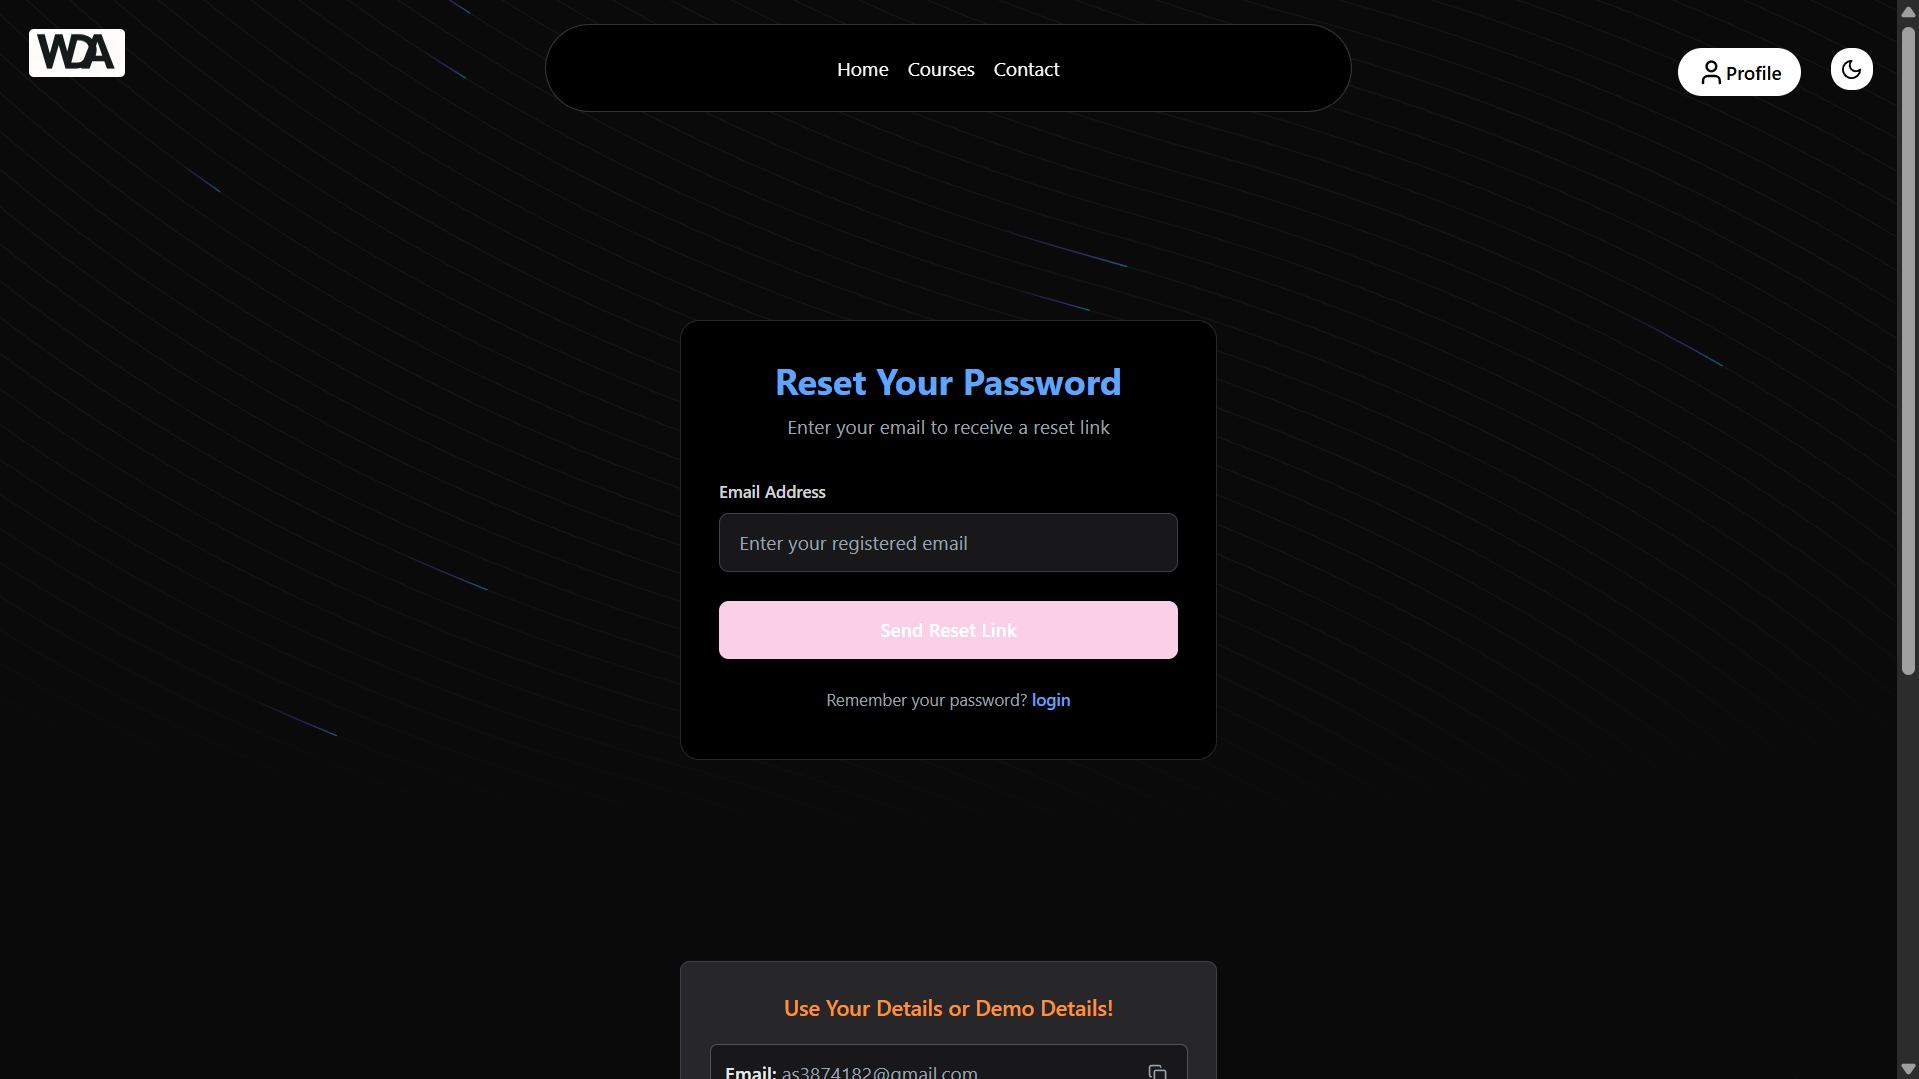 WDA
Home Courses Contact
Profile
Reset Your Password
Enter your email to receive a reset link
Email Address
Enter your registered email
Send Reset Link
Remember your password? login
Use Your Details or Demo Details!
Email: as3874182@gmail.com